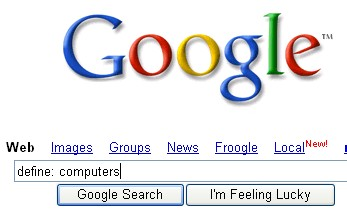 Google™
Web Images Groups News Froogle Local New!
define: computers
Google Search I'm Feeling Lucky